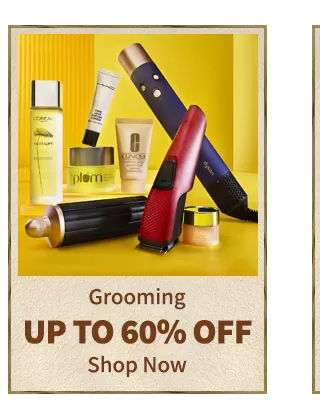 L'ORÉAL
plum
CLINIQUE
dyson
Grooming
UP TO 60% OFF
Shop Now